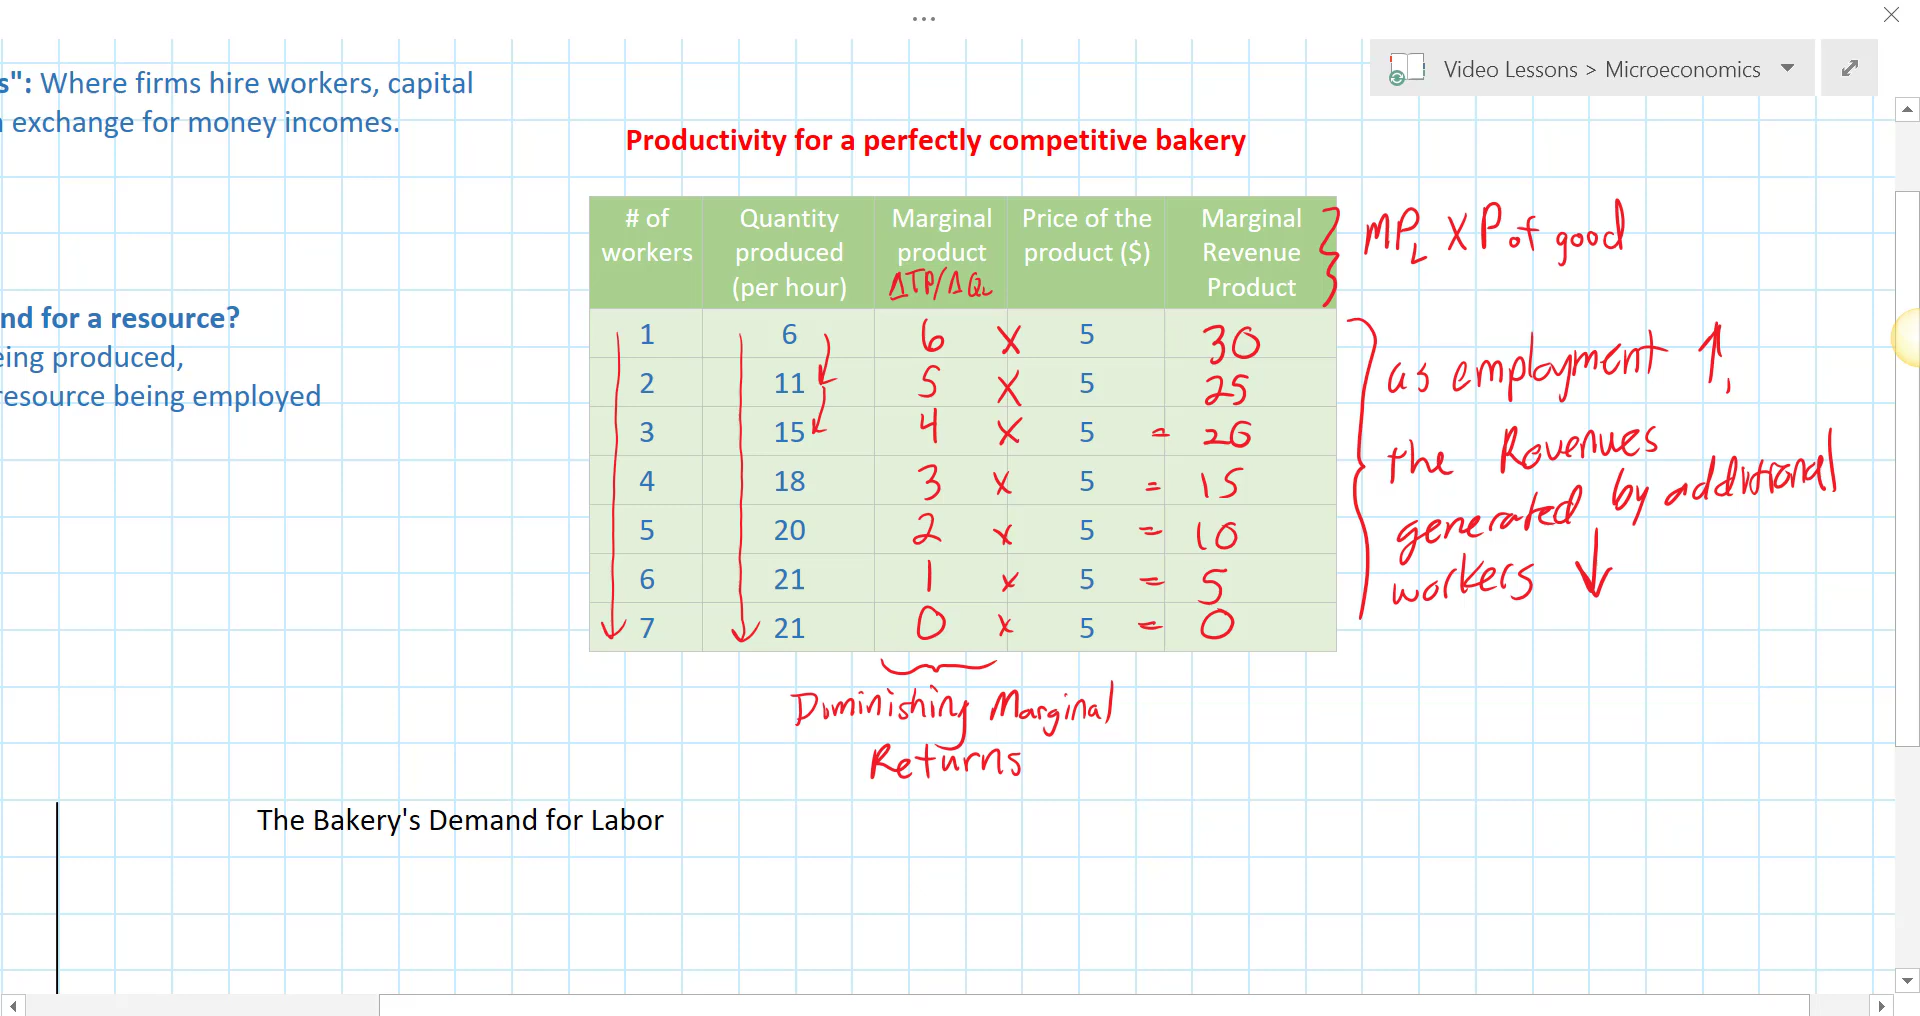 ...
Video Lessons > Microeconomics
s": Where firms hire workers, capital
exchange for money incomes.
Productivity for a perfectly competitive bakery
# of workers Quantity produced (per hour) Marginal product ΔTP/ΔQL Price of the product ($) Marginal Revenue Product
MPL X P of good
1 6 6 X 5 30
2 11 5 X 5 25
3 15 4 X 5 = 20
4 18 3 x 5 = 15
5 20 2 x 5 = 10
6 21 1 x 5 = 5
7 21 0 x 5 = 0
nd for a resource?
eing produced,
resource being employed
as employment ↑,
the Revenues
generated by additional
workers ↓
Diminishing Marginal
Returns
The Bakery's Demand for Labor